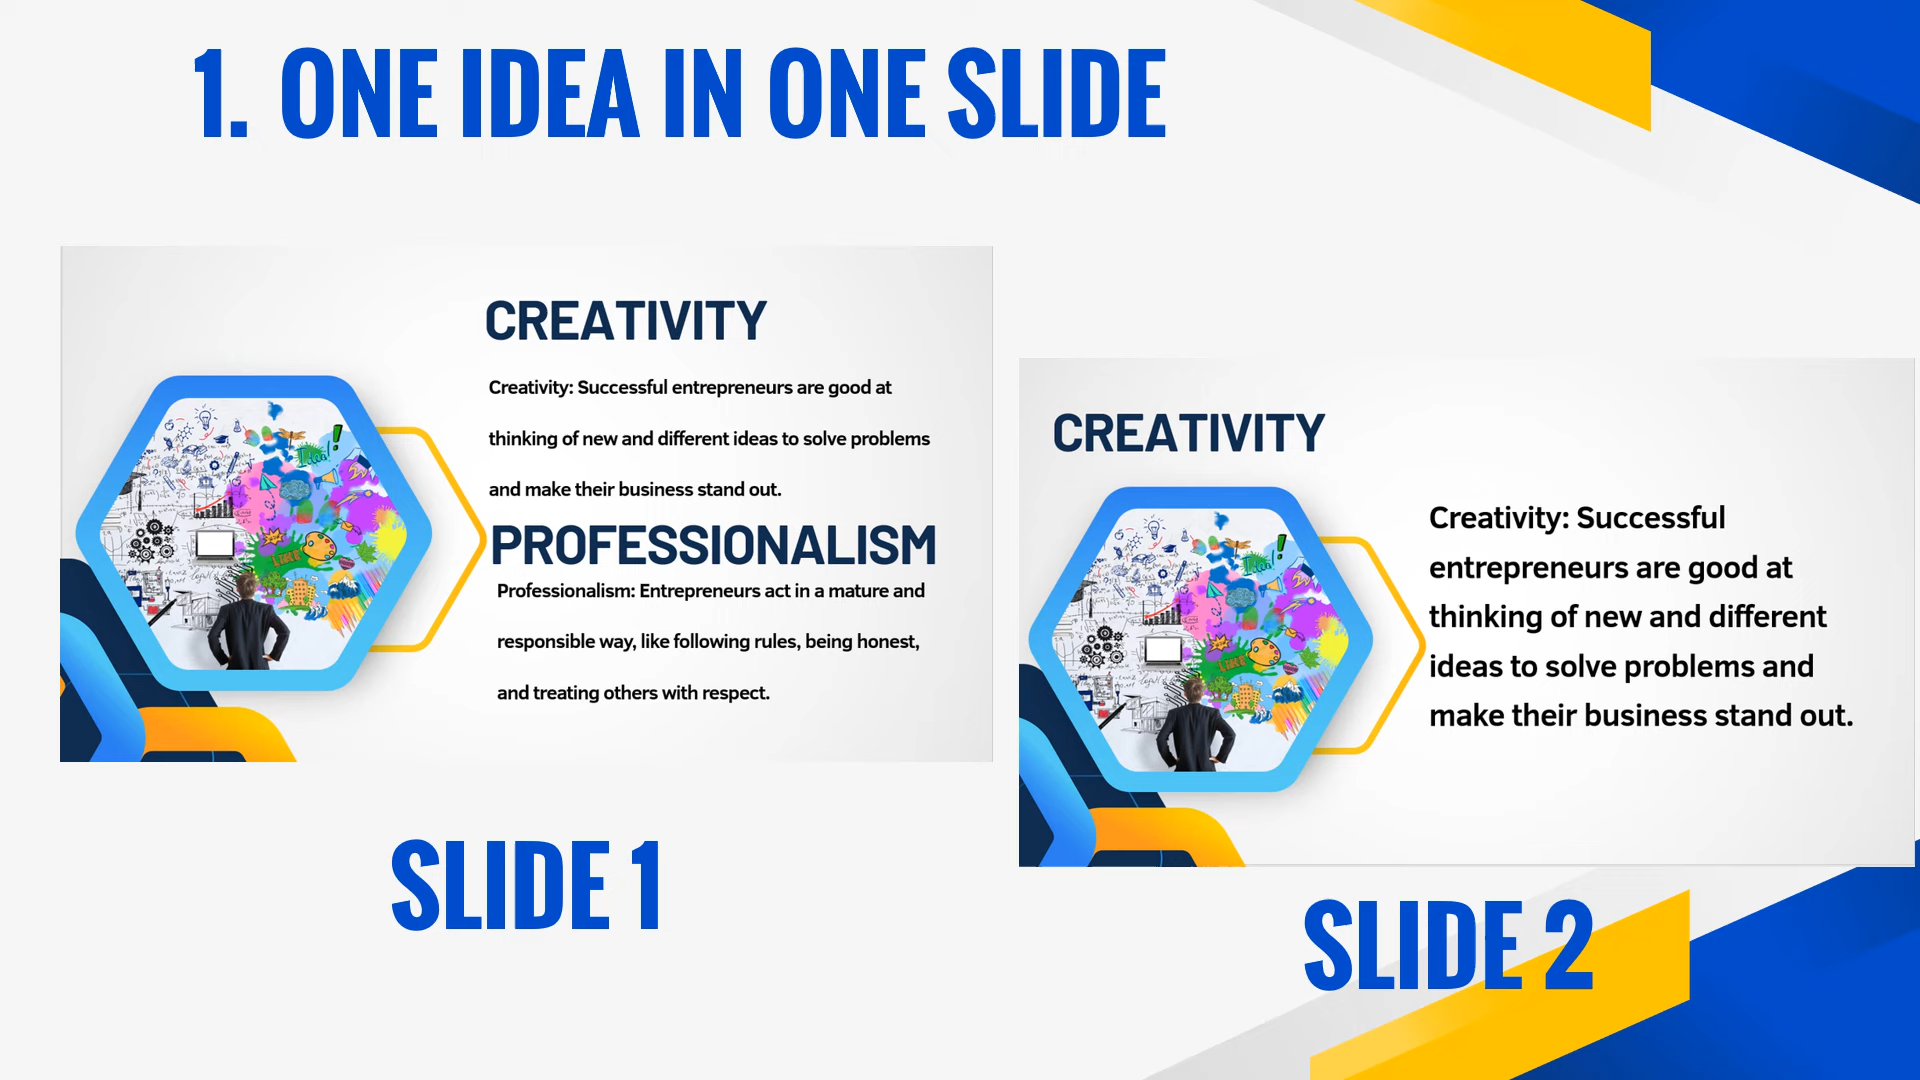 1. ONE IDEA IN ONE SLIDE
CREATIVITY
Creativity: Successful entrepreneurs are good at
thinking of new and different ideas to solve problems
and make their business stand out.
PROFESSIONALISM
Professionalism: Entrepreneurs act in a mature and
responsible way, like following rules, being honest,
and treating others with respect.
SLIDE 1
CREATIVITY
Creativity: Successful
entrepreneurs are good at
thinking of new and different
ideas to solve problems and
make their business stand out.
SLIDE 2